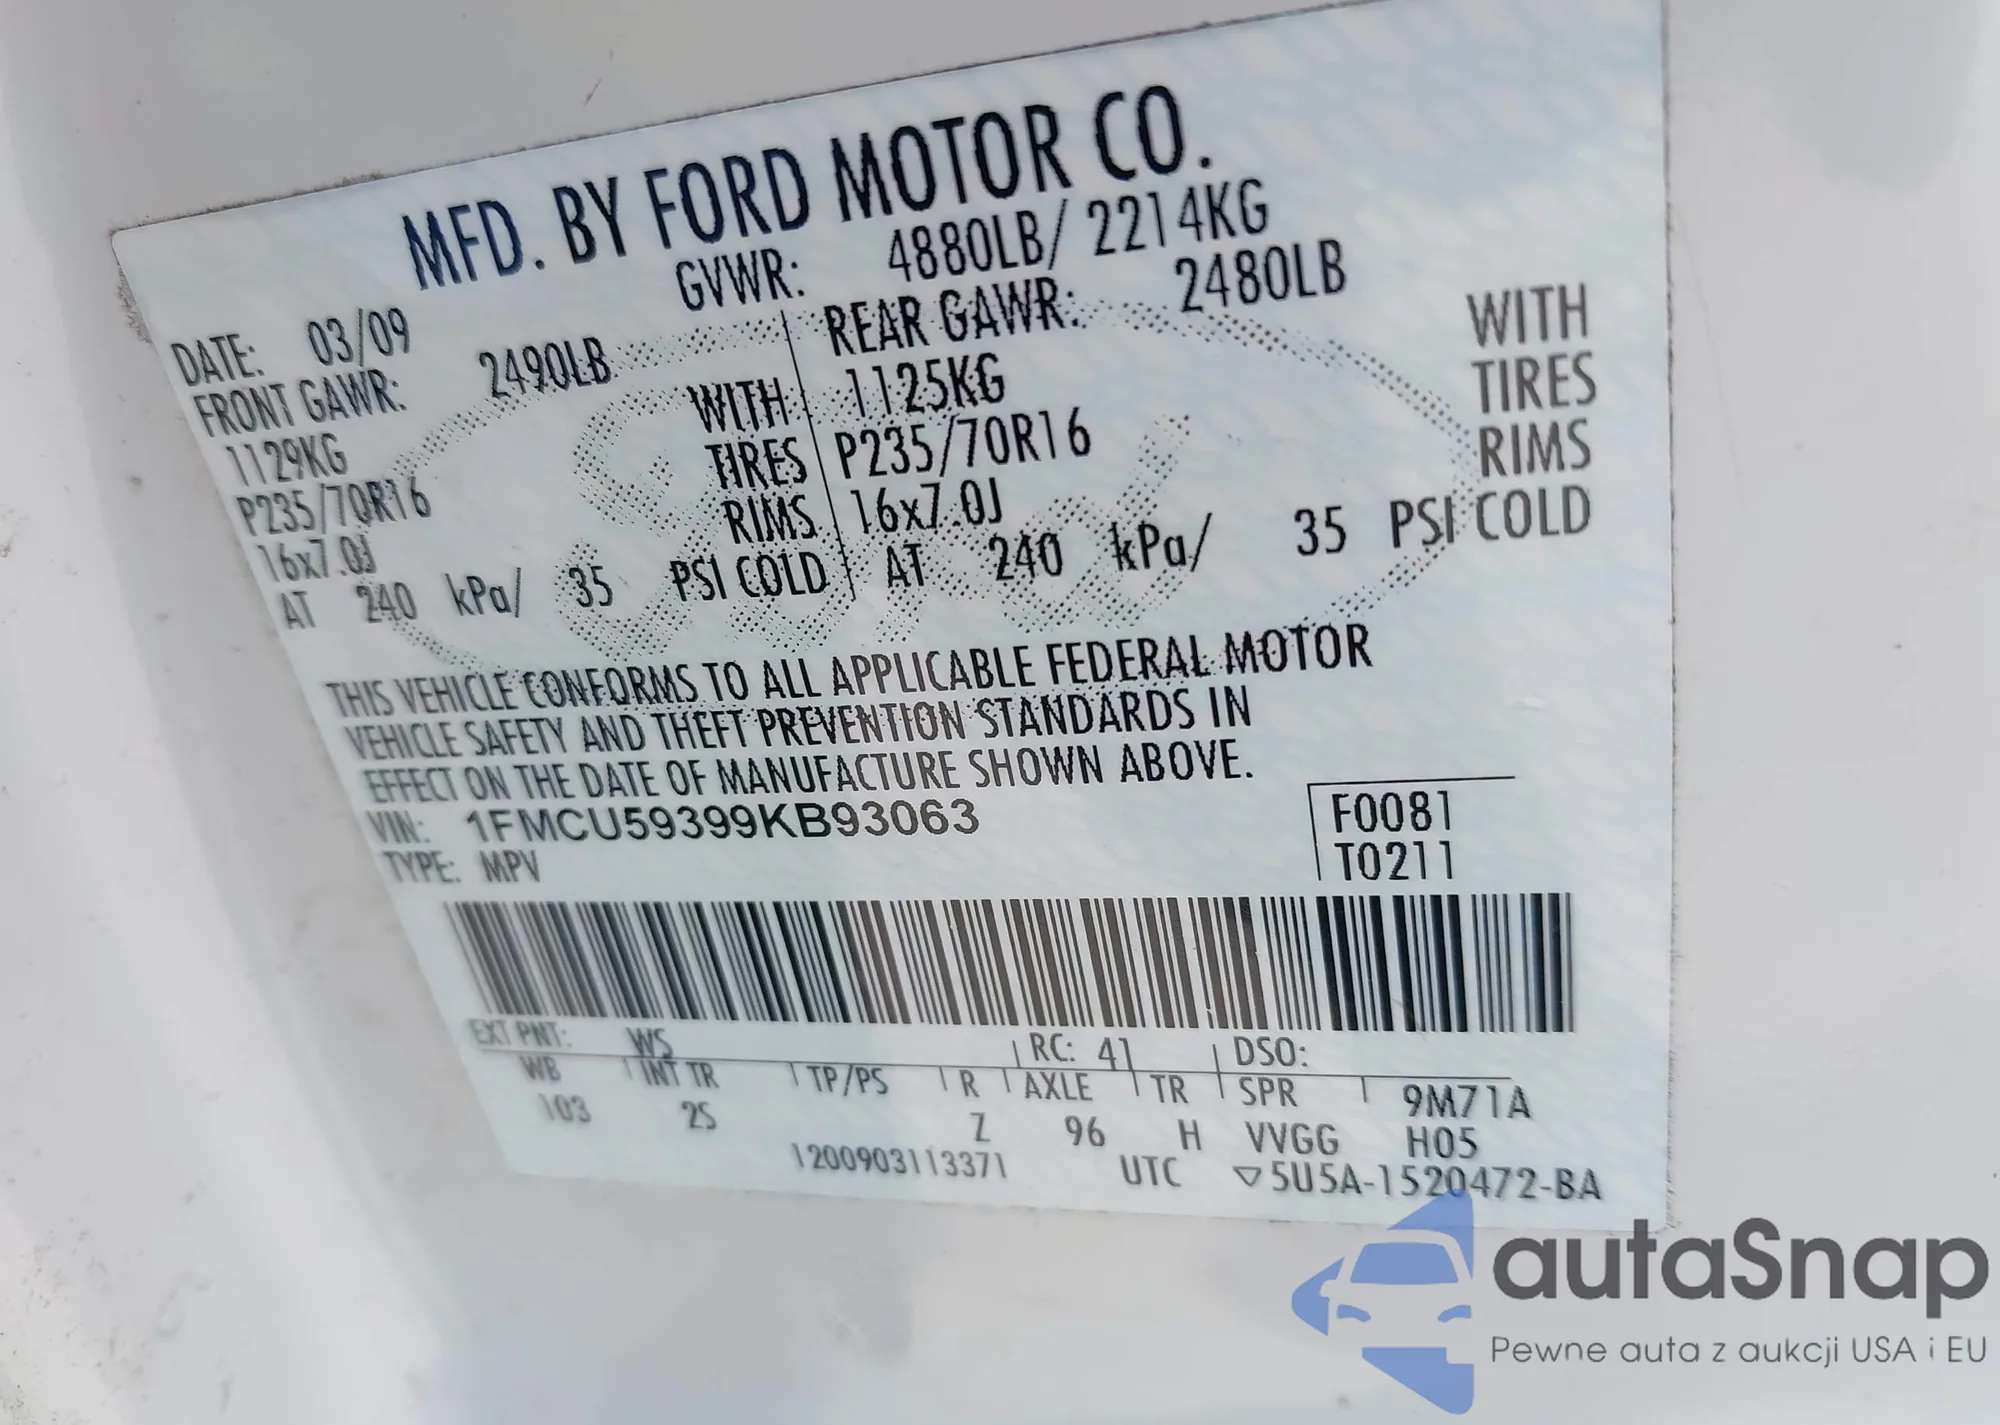 MFD. BY FORD MOTOR CO.
DATE: 03/09 GVWR: 4880LB/ 2214KG
FRONT GAWR: 2490LB REAR GAWR: 2480LB
1129KG WITH 1125KG WITH
P235/70R16 TIRES P235/70R16 TIRES
16x7.0J RIMS 16x7.0J RIMS
AT 240 kPa/ 35 PSI COLD AT 240 kPa/ 35 PSI COLD
THIS VEHICLE CONFORMS TO ALL APPLICABLE FEDERAL MOTOR
VEHICLE SAFETY AND THEFT PREVENTION STANDARDS IN
EFFECT ON THE DATE OF MANUFACTURE SHOWN ABOVE.
VIN: 1FMCU59399KB93063 F0081
TYPE: MPV T0211
EXT PNT: WS RC: 41 DSO:
WB INT TR TP/PS R AXLE TR SPR 9M71A
103 2S Z 96 H VVGG H05
1200903113371 UTC ▽5U5A-1520472-BA
autaSnap
Pewne auta z aukcji USA i EU